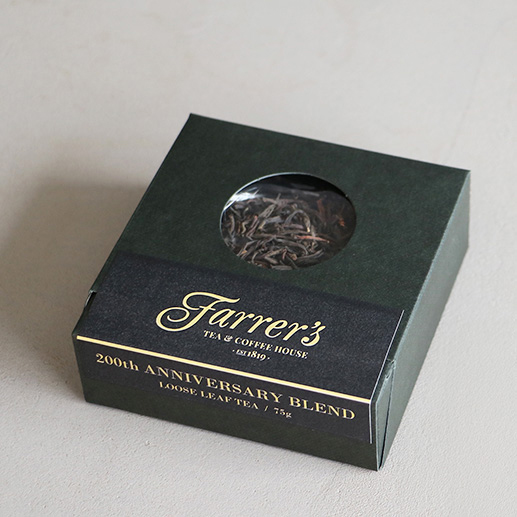 Farrer's
TEA & COFFEE HOUSE
· EST 1819 ·
200th ANNIVERSARY BLEND
LOOSE LEAF TEA / 75g